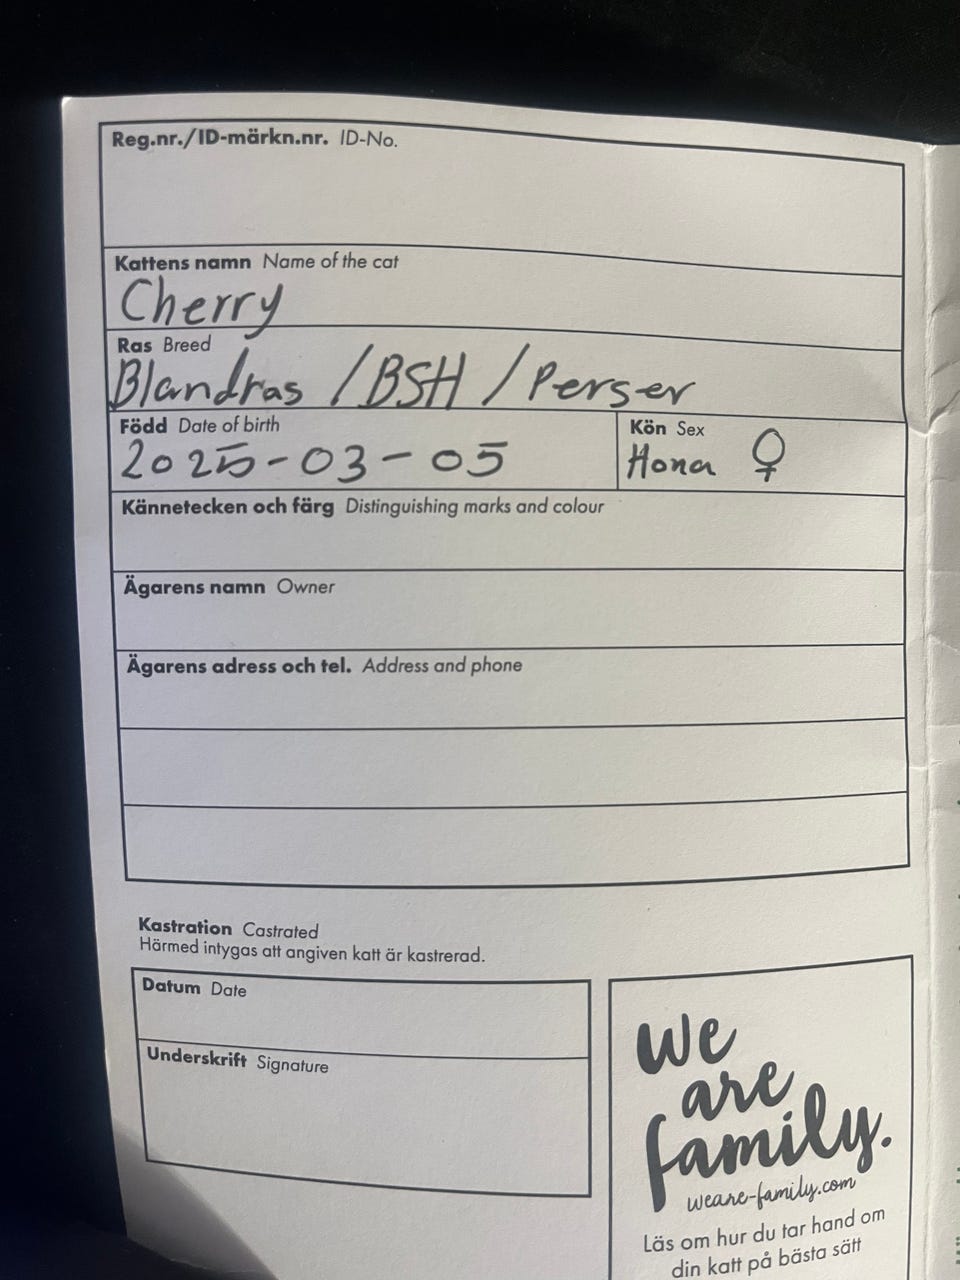 Reg.nr./ID-märkn.nr. ID-No.
Kattens namn Name of the cat
Cherry
Ras Breed
Blandras / BSH / Perser
Född Date of birth
2025-03-05
Kön Sex
Hona ♀
Kännetecken och färg Distinguishing marks and colour
Ägarens namn Owner
Ägarens adress och tel. Address and phone
Kastration Castrated
Härmed intygas att angiven katt är kastrerad.
Datum Date
Underskrift Signature
we
are
family.
weare-family.com
Läs om hur du tar hand om
din katt på bästa sätt